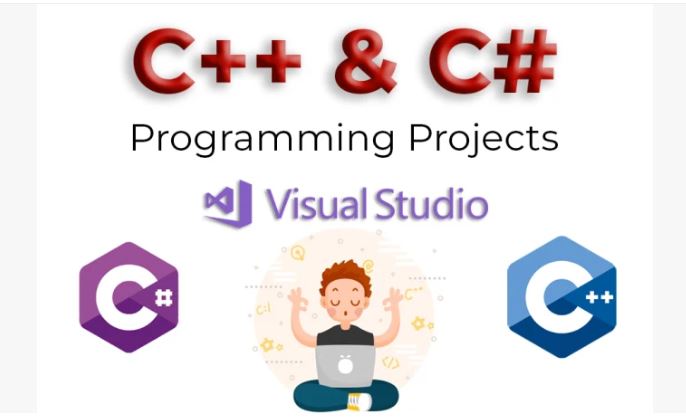 C++ & C#
Programming Projects
Visual Studio
C#
C++
C:\
C++
</>